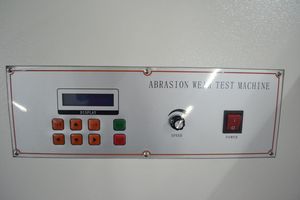 ABRASION WEAR TEST MACHINE
DISPLAY
SPEED
POWER